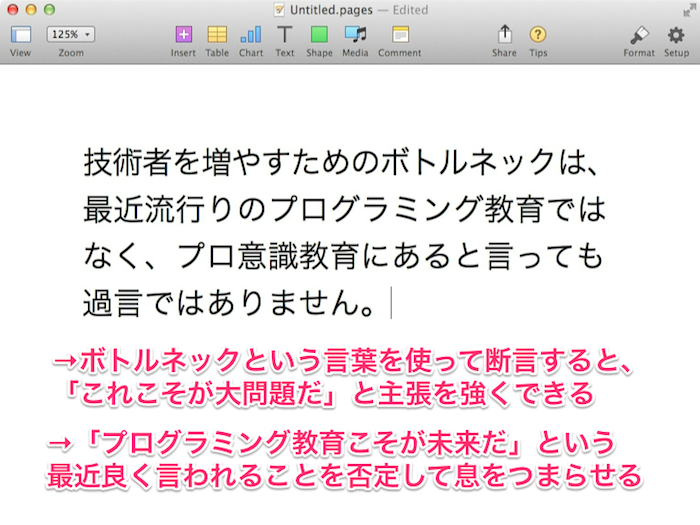 Untitled.pages — Edited
125%
View
Zoom
Insert
Table
Chart
Text
Shape
Media
Comment
Share
Tips
Format
Setup
技術者を増やすためのボトルネックは、
最近流行りのプログラミング教育では
なく、プロ意識教育にあると言っても
過言ではありません。
→ボトルネックという言葉を使って断言すると、
「これこそが大問題だ」と主張を強くできる
→「プログラミング教育こそが未来だ」という
最近良く言われることを否定して息をつまらせる